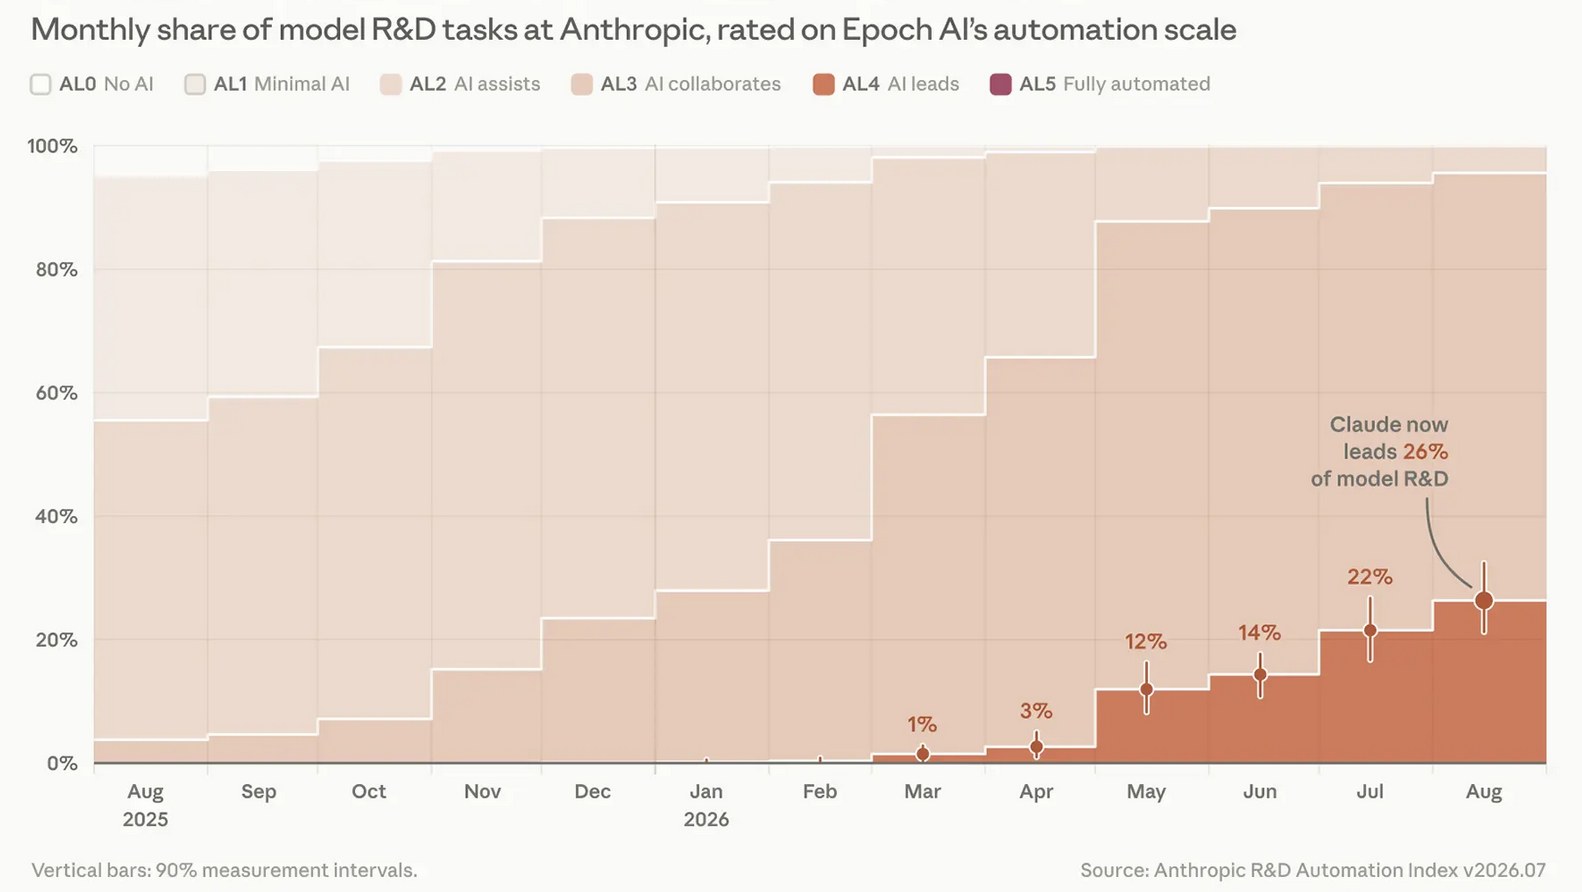 Monthly share of model R&D tasks at Anthropic, rated on Epoch AI's automation scale
AL0 No AI AL1 Minimal AI AL2 AI assists AL3 AI collaborates AL4 AI leads AL5 Fully automated
100%
80%
60%
40%
20%
0%
Claude now
leads 26%
of model R&D
1%
3%
12%
14%
22%
Aug Sep Oct Nov Dec Jan Feb Mar Apr May Jun Jul Aug
2025 2026
Vertical bars: 90% measurement intervals. Source: Anthropic R&D Automation Index v2026.07